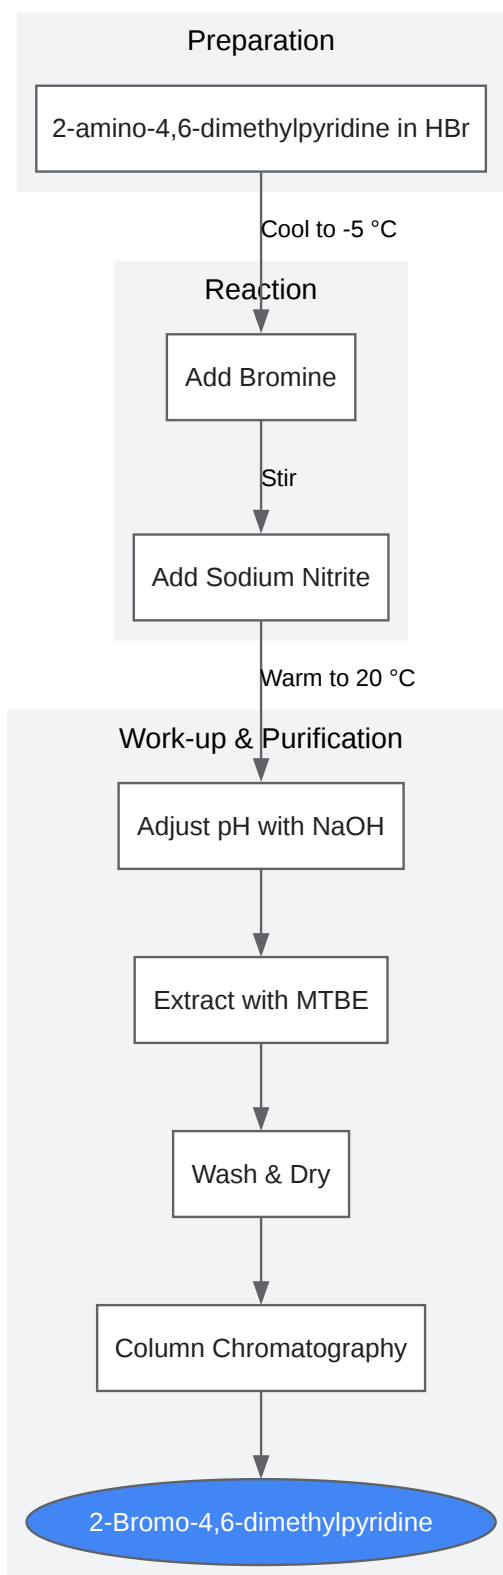 Preparation
2-amino-4,6-dimethylpyridine in HBr
Cool to -5 °C
Reaction
Add Bromine
Stir
Add Sodium Nitrite
Warm to 20 °C
Work-up & Purification
Adjust pH with NaOH
Extract with MTBE
Wash & Dry
Column Chromatography
2-Bromo-4,6-dimethylpyridine